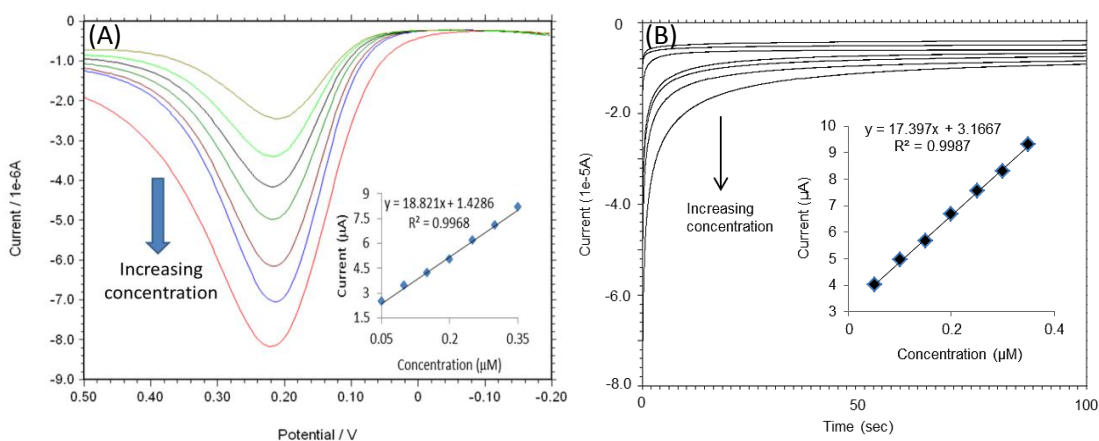 (A)
0
-1.0
-2.0
-3.0
-4.0
-5.0
-6.0
-7.0
-8.0
-9.0
Current / 1e-6A
Increasing
concentration
0.50
0.40
0.30
0.20
0.10
0
-0.10
-0.20
Potential / V
9
7.5
6
4.5
3
1.5
Current (µA)
y = 18.821x + 1.4286
R² = 0.9968
0.05
0.2
0.35
Concentration (µM)
(B)
0
-2.0
-4.0
-6.0
-8.0
Current (1e-5A)
Increasing
concentration
0
50
100
Time (sec)
10
9
8
7
6
5
4
3
Current (µA)
y = 17.397x + 3.1667
R² = 0.9987
0
0.2
0.4
Concentration (µM)